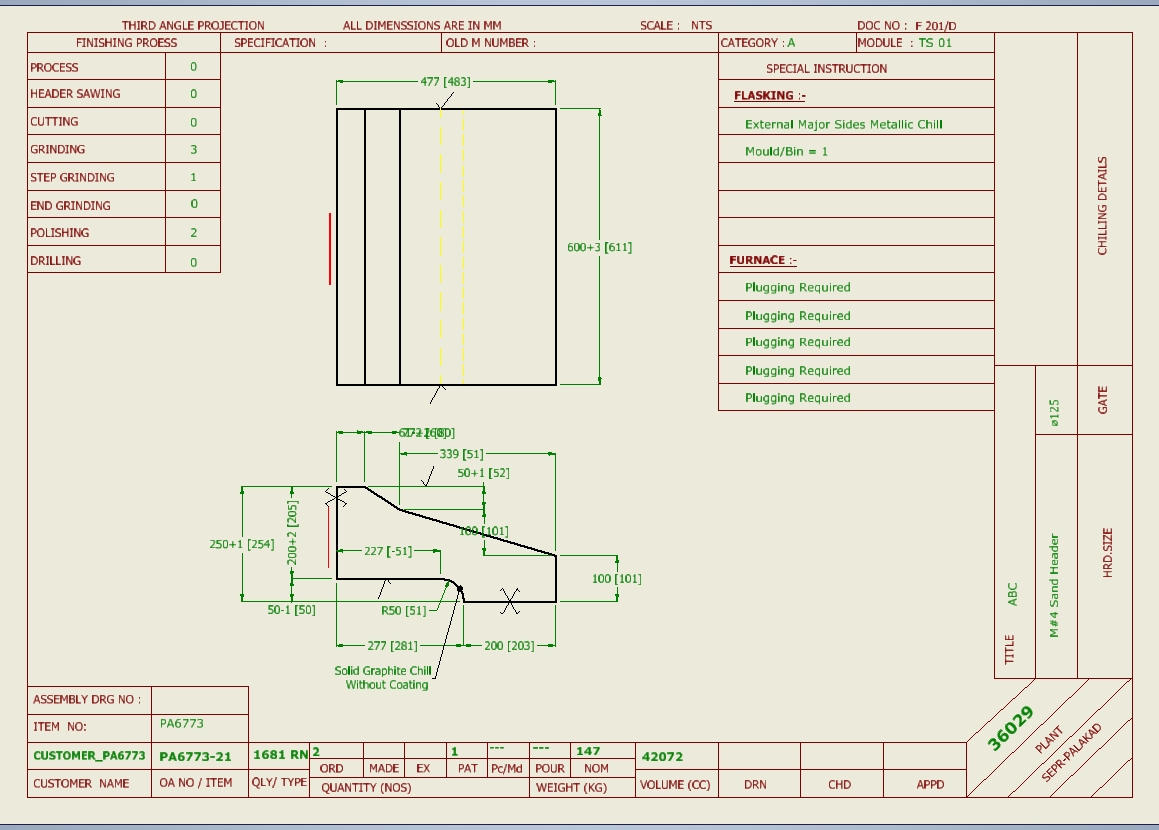 THIRD ANGLE PROJECTION ALL DIMENSSIONS ARE IN MM SCALE : NTS DOC NO : F 201/D
FINISHING PROESS SPECIFICATION : OLD M NUMBER : CATEGORY : A MODULE : TS 01
PROCESS 0
HEADER SAWING 0
CUTTING 0
GRINDING 3
STEP GRINDING 1
END GRINDING 0
POLISHING 2
DRILLING 0
477 [483]
600+3 [611]
SPECIAL INSTRUCTION
FLASKING :-
External Major Sides Metallic Chill
Mould/Bin = 1
FURNACE :-
Plugging Required
Plugging Required
Plugging Required
Plugging Required
Plugging Required
CHILLING DETAILS
GATE
ø125
HRD.SIZE
M#4 Sand Header
TITLE ABC
339 [51]
50+1 [52]
100 [101]
250+1 [254]
200+2 [205]
227 [-51]
100 [101]
50-1 [50]
R50 [51]
277 [281]
200 [203]
Solid Graphite Chill
Without Coating
ASSEMBLY DRG NO :
ITEM NO: PA6773
CUSTOMER_PA6773 PA6773-21 1681 RN 2 1 --- --- 147 42072
ORD MADE EX PAT Pc/Md POUR NOM
CUSTOMER NAME OA NO / ITEM QLY/ TYPE QUANTITY (NOS) WEIGHT (KG) VOLUME (CC) DRN CHD APPD
36029
PLANT
SEPR-PALAKAD